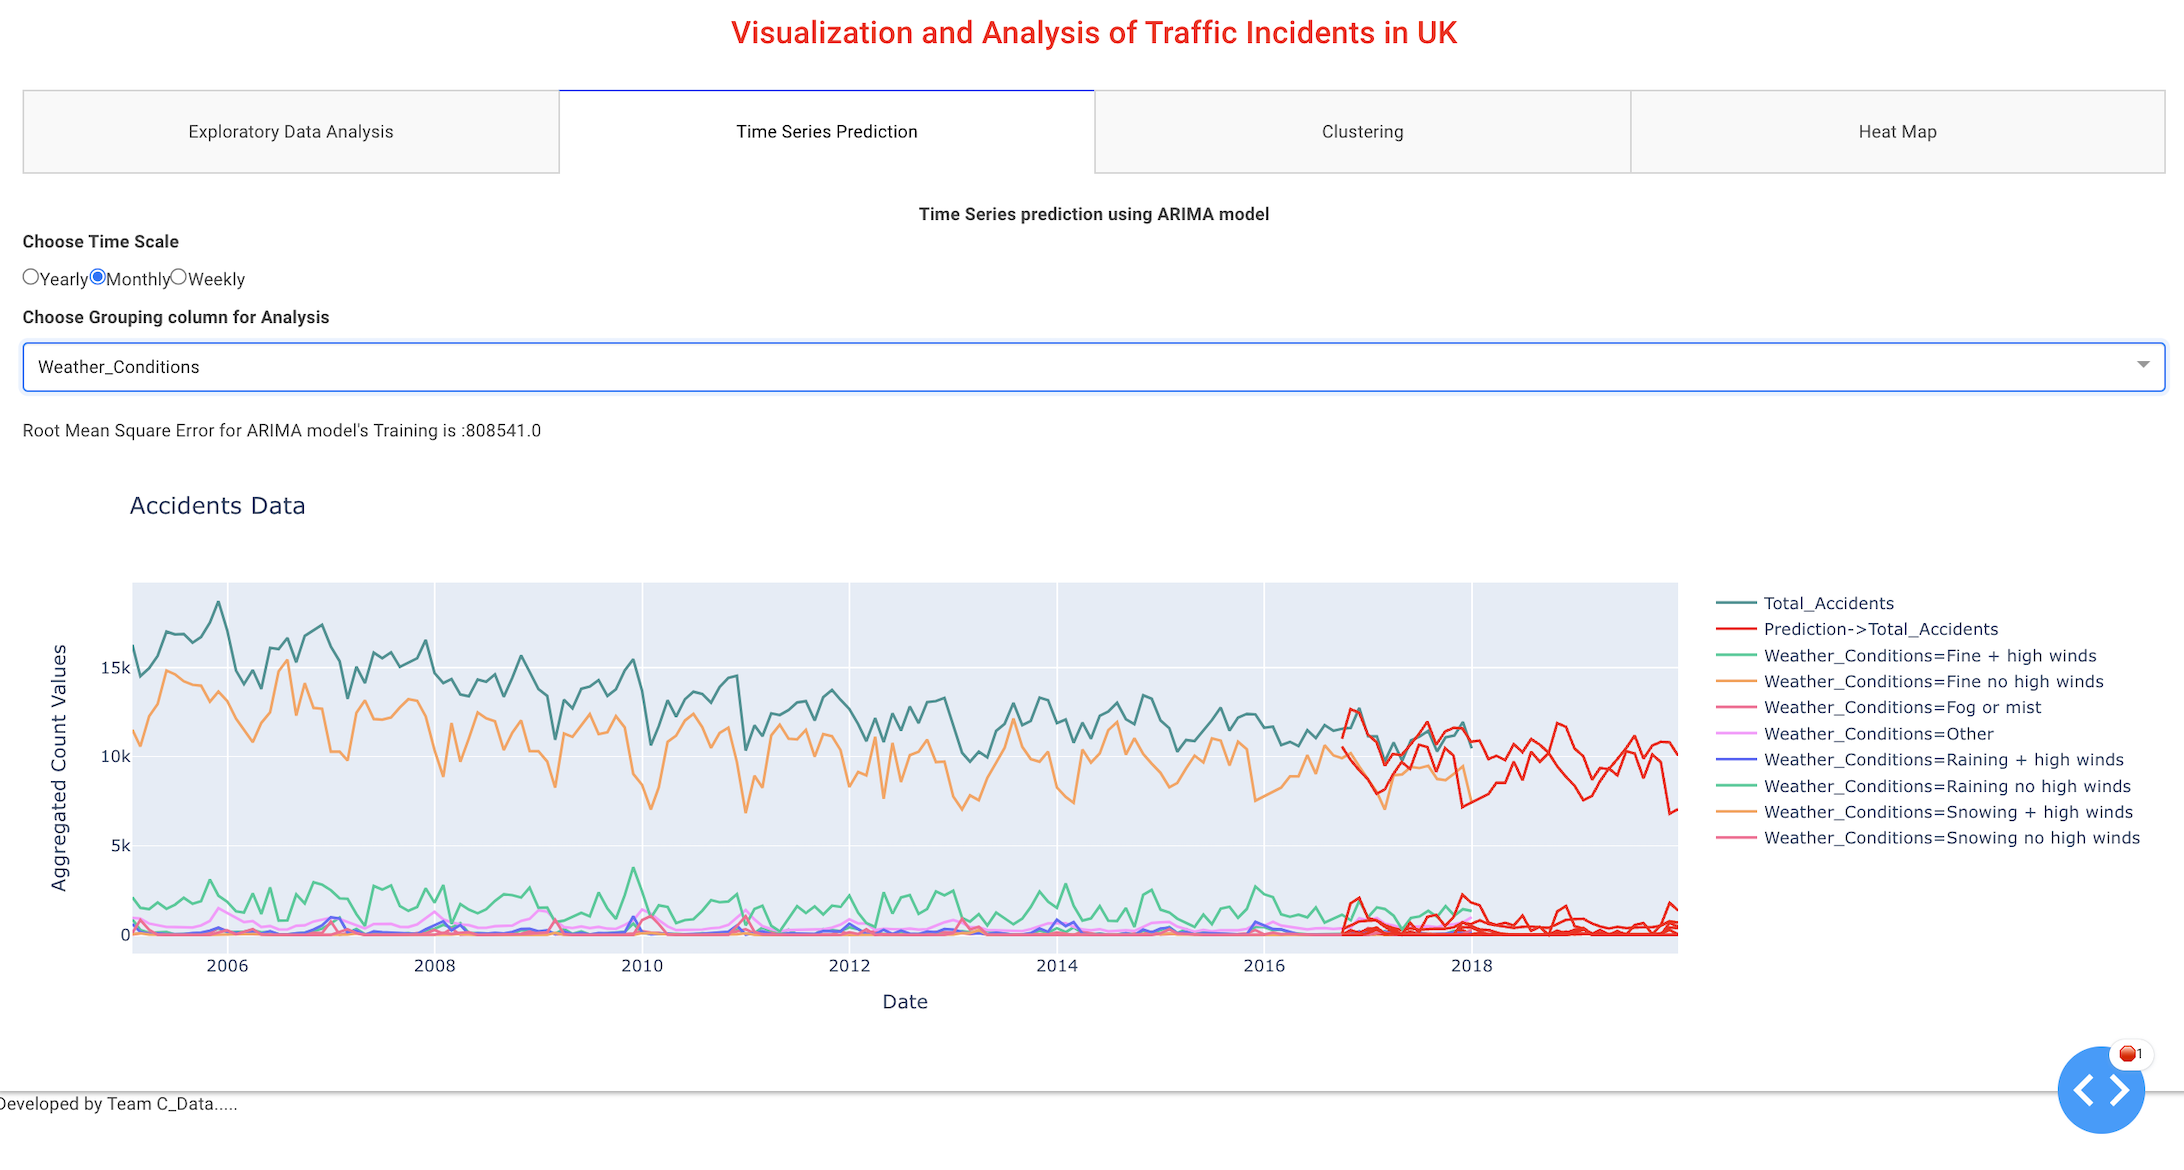 Visualization and Analysis of Traffic Incidents in UK
Exploratory Data Analysis
Time Series Prediction
Clustering
Heat Map
Time Series prediction using ARIMA model
Choose Time Scale
Yearly Monthly Weekly
Choose Grouping column for Analysis
Weather_Conditions
Root Mean Square Error for ARIMA model's Training is :808541.0
Accidents Data
Aggregated Count Values
15k
10k
5k
0
2006 2008 2010 2012 2014 2016 2018
Date
Total_Accidents
Prediction->Total_Accidents
Weather_Conditions=Fine + high winds
Weather_Conditions=Fine no high winds
Weather_Conditions=Fog or mist
Weather_Conditions=Other
Weather_Conditions=Raining + high winds
Weather_Conditions=Raining no high winds
Weather_Conditions=Snowing + high winds
Weather_Conditions=Snowing no high winds
1
Developed by Team C_Data.....